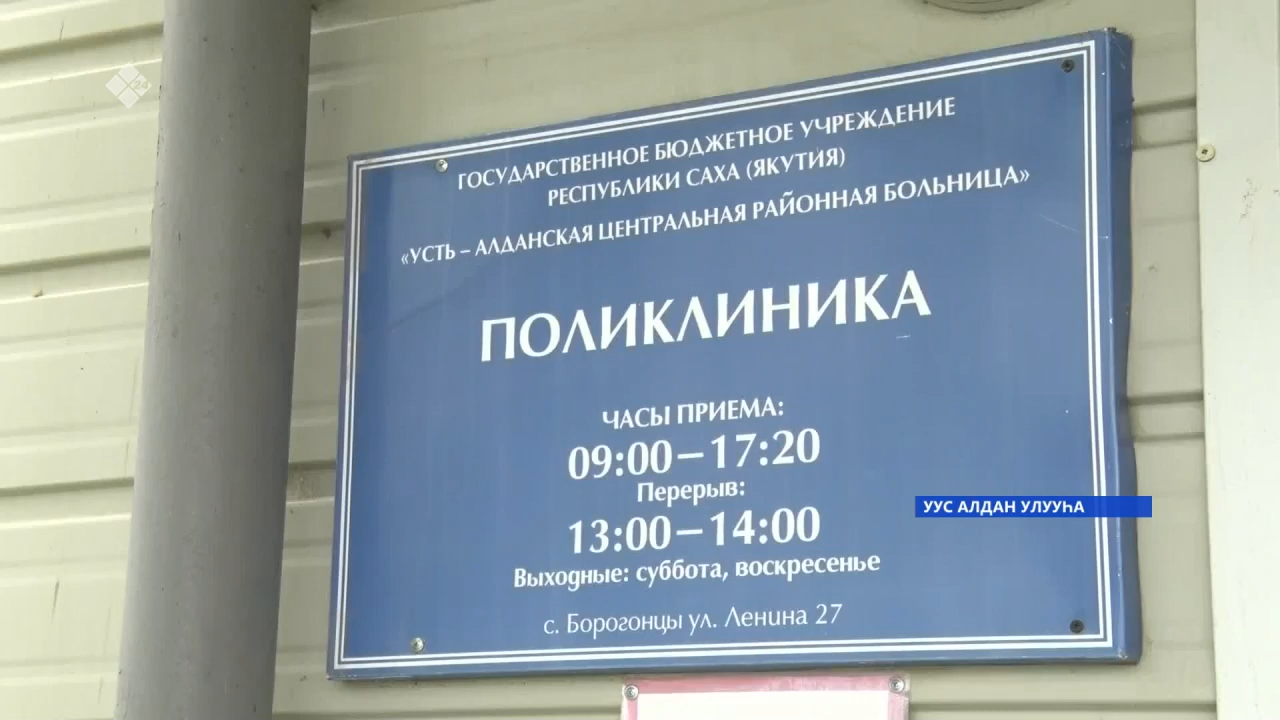 24
ГОСУДАРСТВЕННОЕ БЮДЖЕТНОЕ УЧРЕЖДЕНИЕ
РЕСПУБЛИКИ САХА (ЯКУТИЯ)
«УСТЬ – АЛДАНСКАЯ ЦЕНТРАЛЬНАЯ РАЙОННАЯ БОЛЬНИЦА»
ПОЛИКЛИНИКА
ЧАСЫ ПРИЕМА:
09:00–17:20
Перерыв:
13:00–14:00
Выходные: суббота, воскресенье
с. Борогонцы ул. Ленина 27
УУС АЛДАН УЛУУҺА